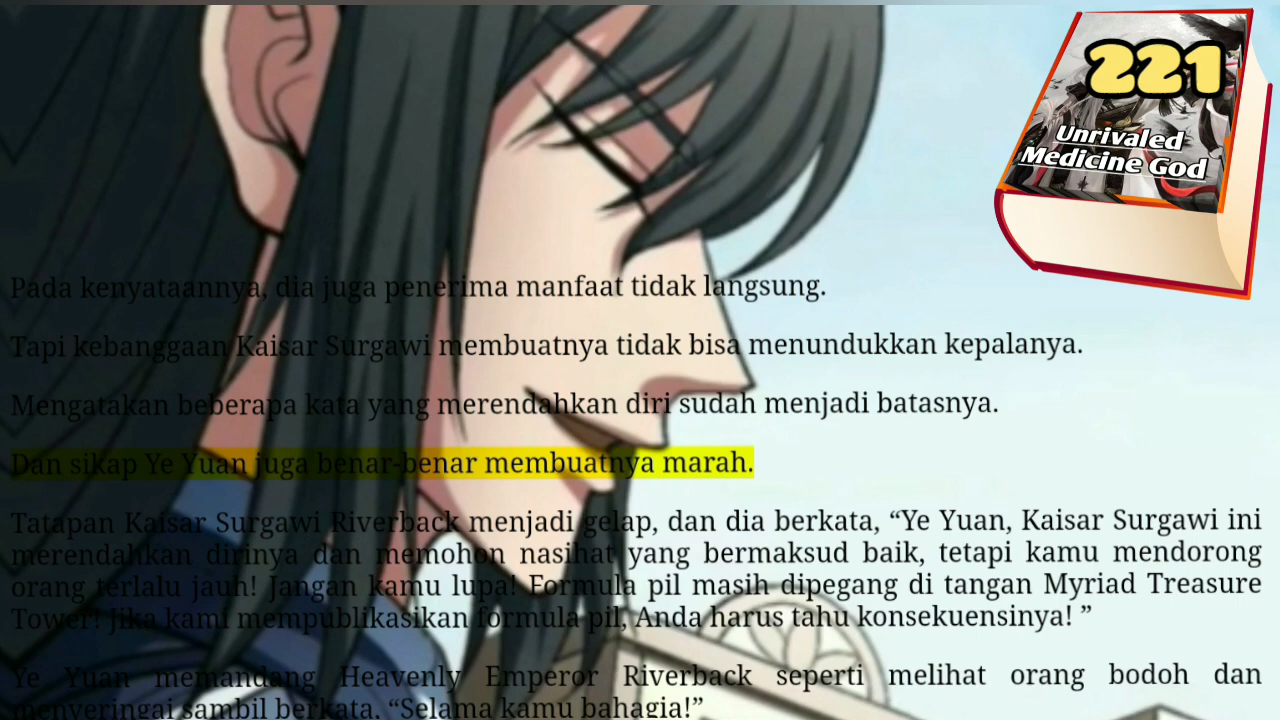 221
Unrivaled
Medicine God
Pada kenyataannya, dia juga penerima manfaat tidak langsung.
Tapi kebanggaan Kaisar Surgawi membuatnya tidak bisa menundukkan kepalanya.
Mengatakan beberapa kata yang merendahkan diri sudah menjadi batasnya.
Dan sikap Ye Yuan juga benar-benar membuatnya marah.
Tatapan Kaisar Surgawi Riverback menjadi gelap, dan dia berkata, “Ye Yuan, Kaisar Surgawi ini
merendahkan dirinya dan memohon nasihat yang bermaksud baik, tetapi kamu mendorong
orang terlalu jauh! Jangan kamu lupa! Formula pil masih dipegang di tangan Myriad Treasure
Tower! Jika kami mempublikasikan formula pil, Anda harus tahu konsekuensinya! ”
Ye Yuan memandang Heavenly Emperor Riverback seperti melihat orang bodoh dan
menyeringai sambil berkata, “Selama kamu bahagia!”